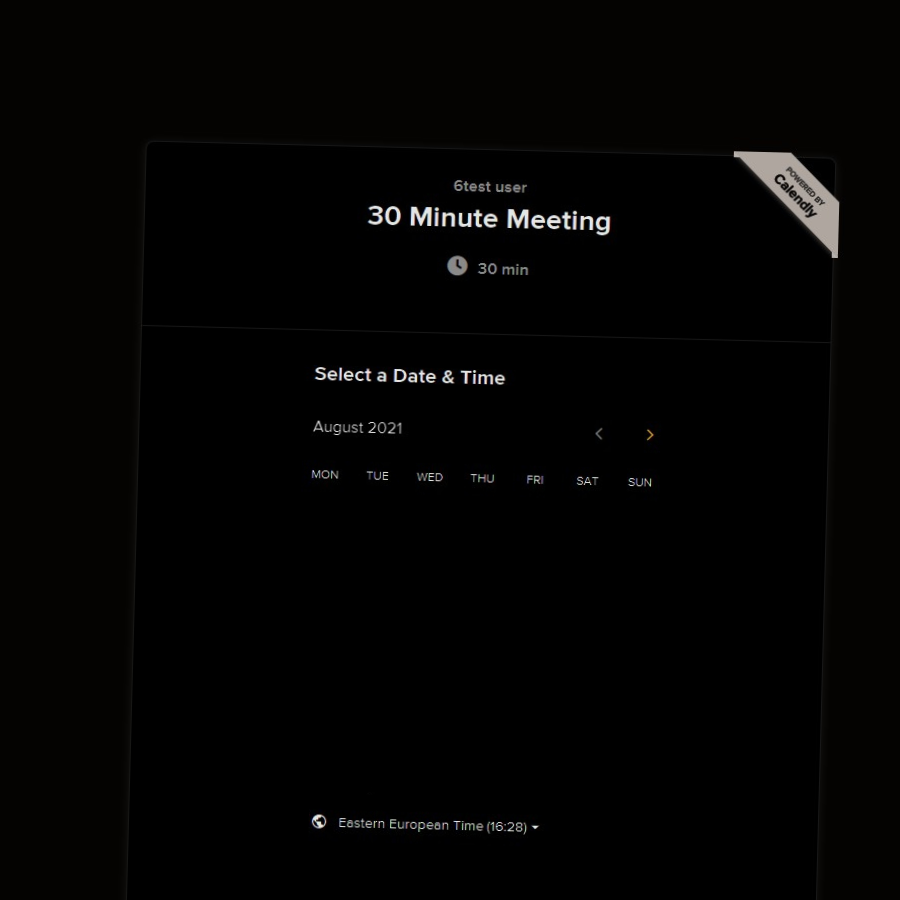 POWERED BY
Calendly
6test user
30 Minute Meeting
30 min
Select a Date & Time
August 2021
MON TUE WED THU FRI SAT SUN
Eastern European Time (16:28)